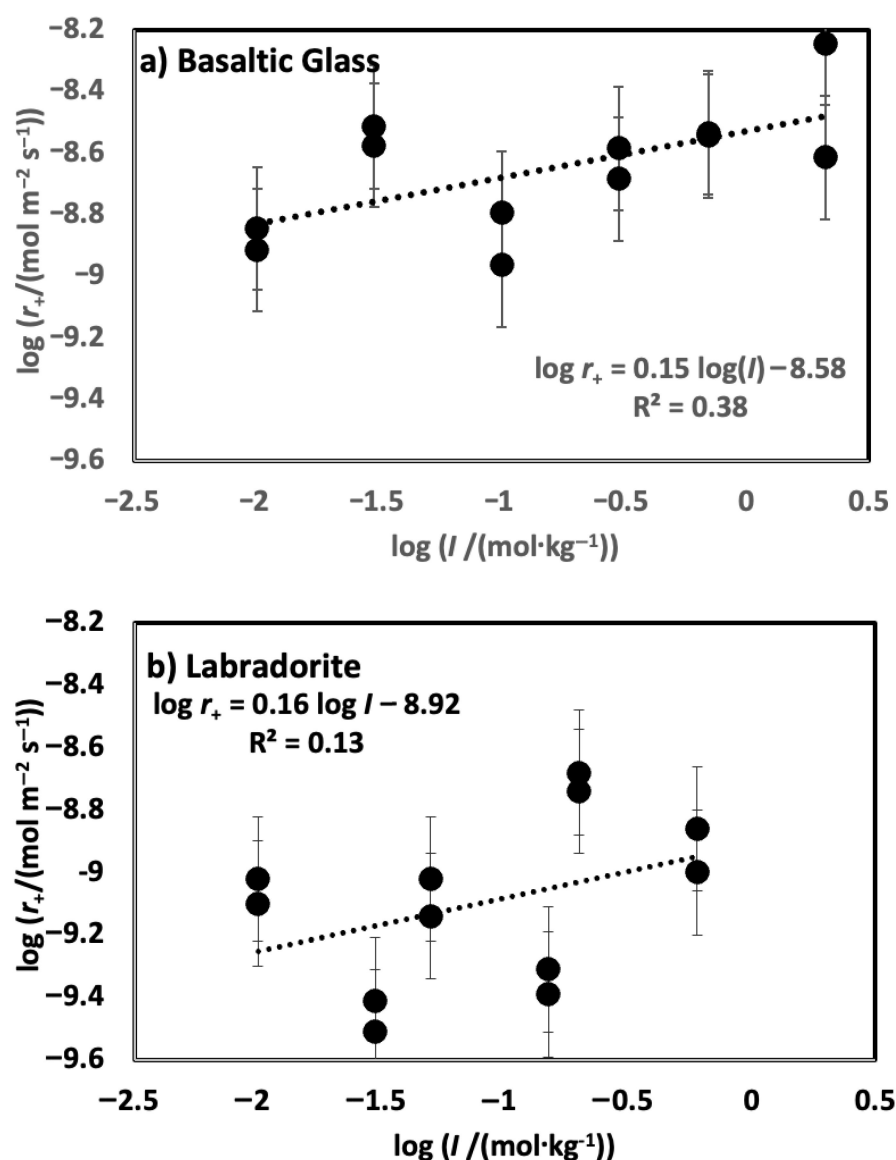 a) Basaltic Glass
log (r₊/(mol m⁻² s⁻¹))
−8.2
−8.4
−8.6
−8.8
−9
−9.2
−9.4
−9.6
log r₊ = 0.15 log(I) − 8.58
R² = 0.38
−2.5 −2 −1.5 −1 −0.5 0 0.5
log (I /(mol·kg⁻¹))
b) Labradorite
log r₊ = 0.16 log I − 8.92
R² = 0.13
log (r₊/(mol m⁻² s⁻¹))
−8.2
−8.4
−8.6
−8.8
-9
−9.2
−9.4
−9.6
−2.5 −2 −1.5 −1 −0.5 0 0.5
log (I /(mol·kg⁻¹))